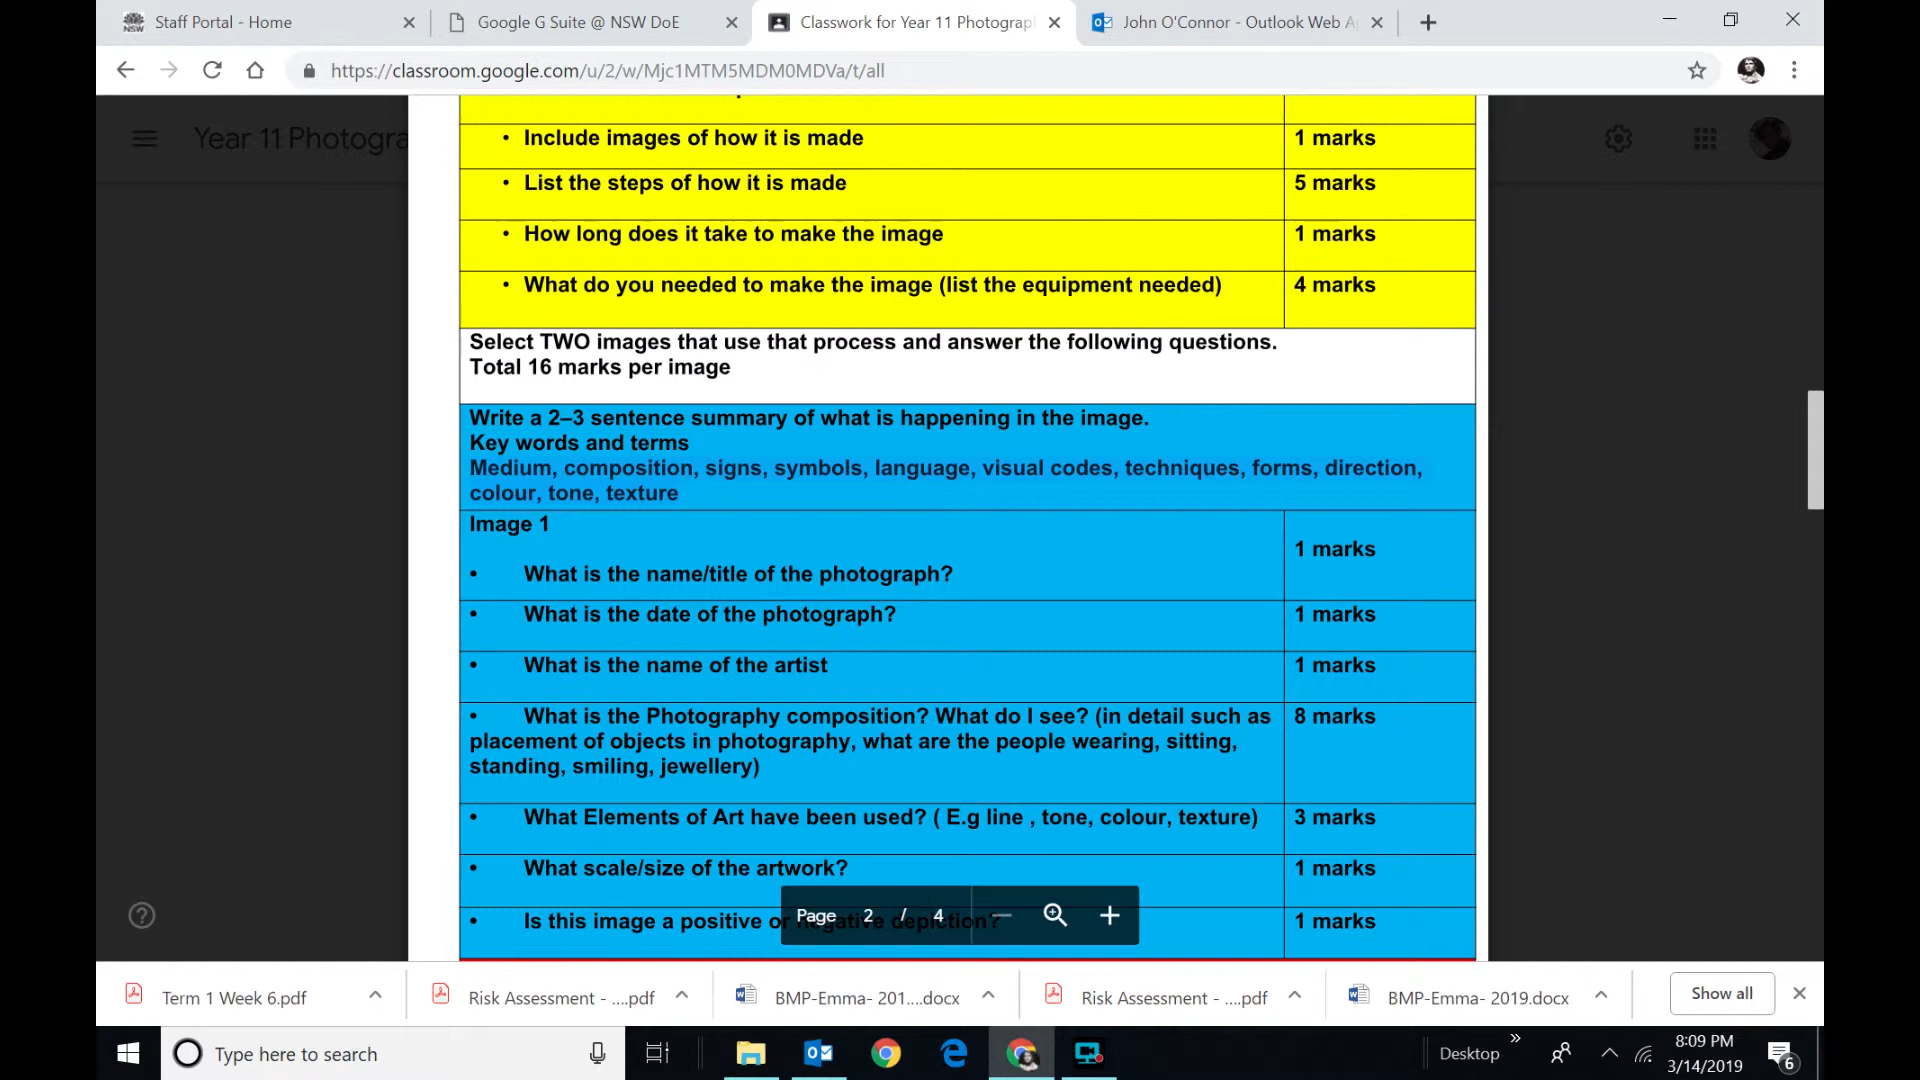 Staff Portal - Home
Google G Suite @ NSW DoE
Classwork for Year 11 Photograp
John O'Connor - Outlook Web A
https://classroom.google.com/u/2/w/Mjc1MTM5MDM0MDVa/t/all
Year 11 Photogra
• Include images of how it is made 1 marks
• List the steps of how it is made 5 marks
• How long does it take to make the image 1 marks
• What do you needed to make the image (list the equipment needed) 4 marks
Select TWO images that use that process and answer the following questions.
Total 16 marks per image
Write a 2–3 sentence summary of what is happening in the image.
Key words and terms
Medium, composition, signs, symbols, language, visual codes, techniques, forms, direction,
colour, tone, texture
Image 1
1 marks
• What is the name/title of the photograph?
• What is the date of the photograph? 1 marks
• What is the name of the artist 1 marks
• What is the Photography composition? What do I see? (in detail such as 8 marks
placement of objects in photography, what are the people wearing, sitting,
standing, smiling, jewellery)
• What Elements of Art have been used? ( E.g line , tone, colour, texture) 3 marks
• What scale/size of the artwork? 1 marks
• Is this image a positive or negative depiction? 1 marks
Page 2 / 4
Term 1 Week 6.pdf
Risk Assessment - ....pdf
BMP-Emma- 201....docx
Risk Assessment - ....pdf
BMP-Emma- 2019.docx
Show all
Type here to search
Desktop
8:09 PM
3/14/2019
6